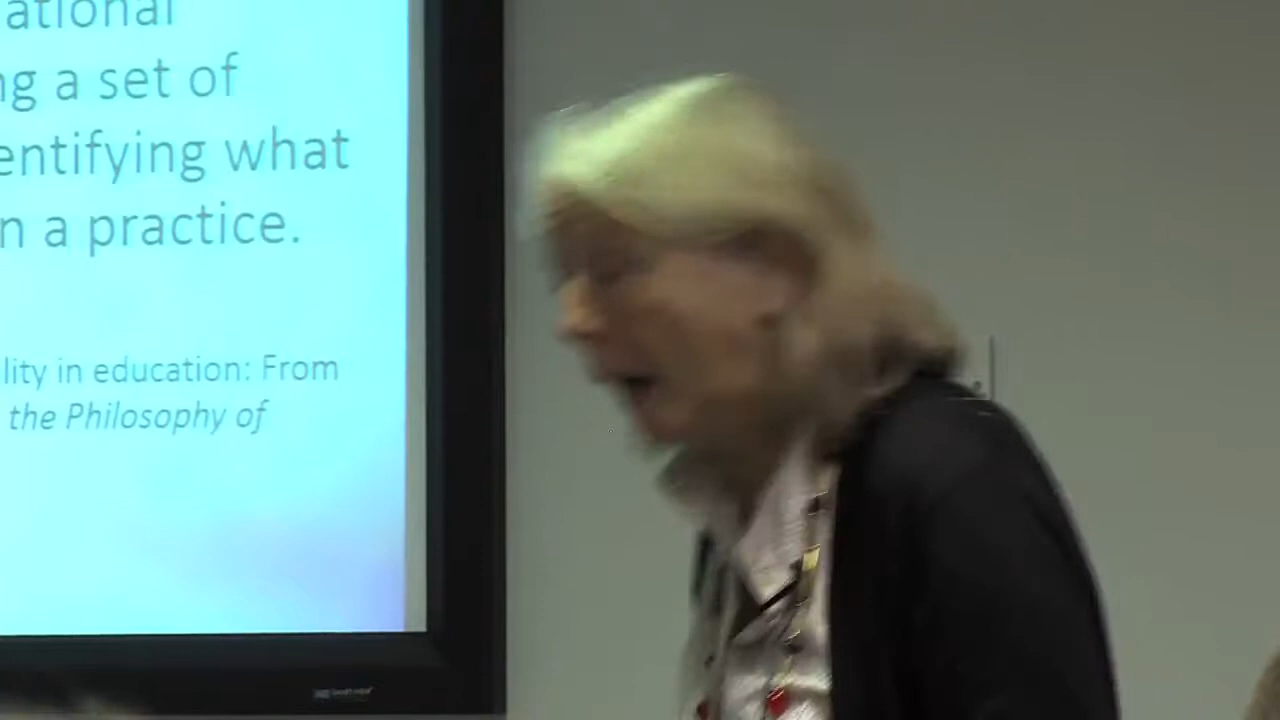 ational
ng a set of
entifying what
n a practice.
lity in education: From
the Philosophy of